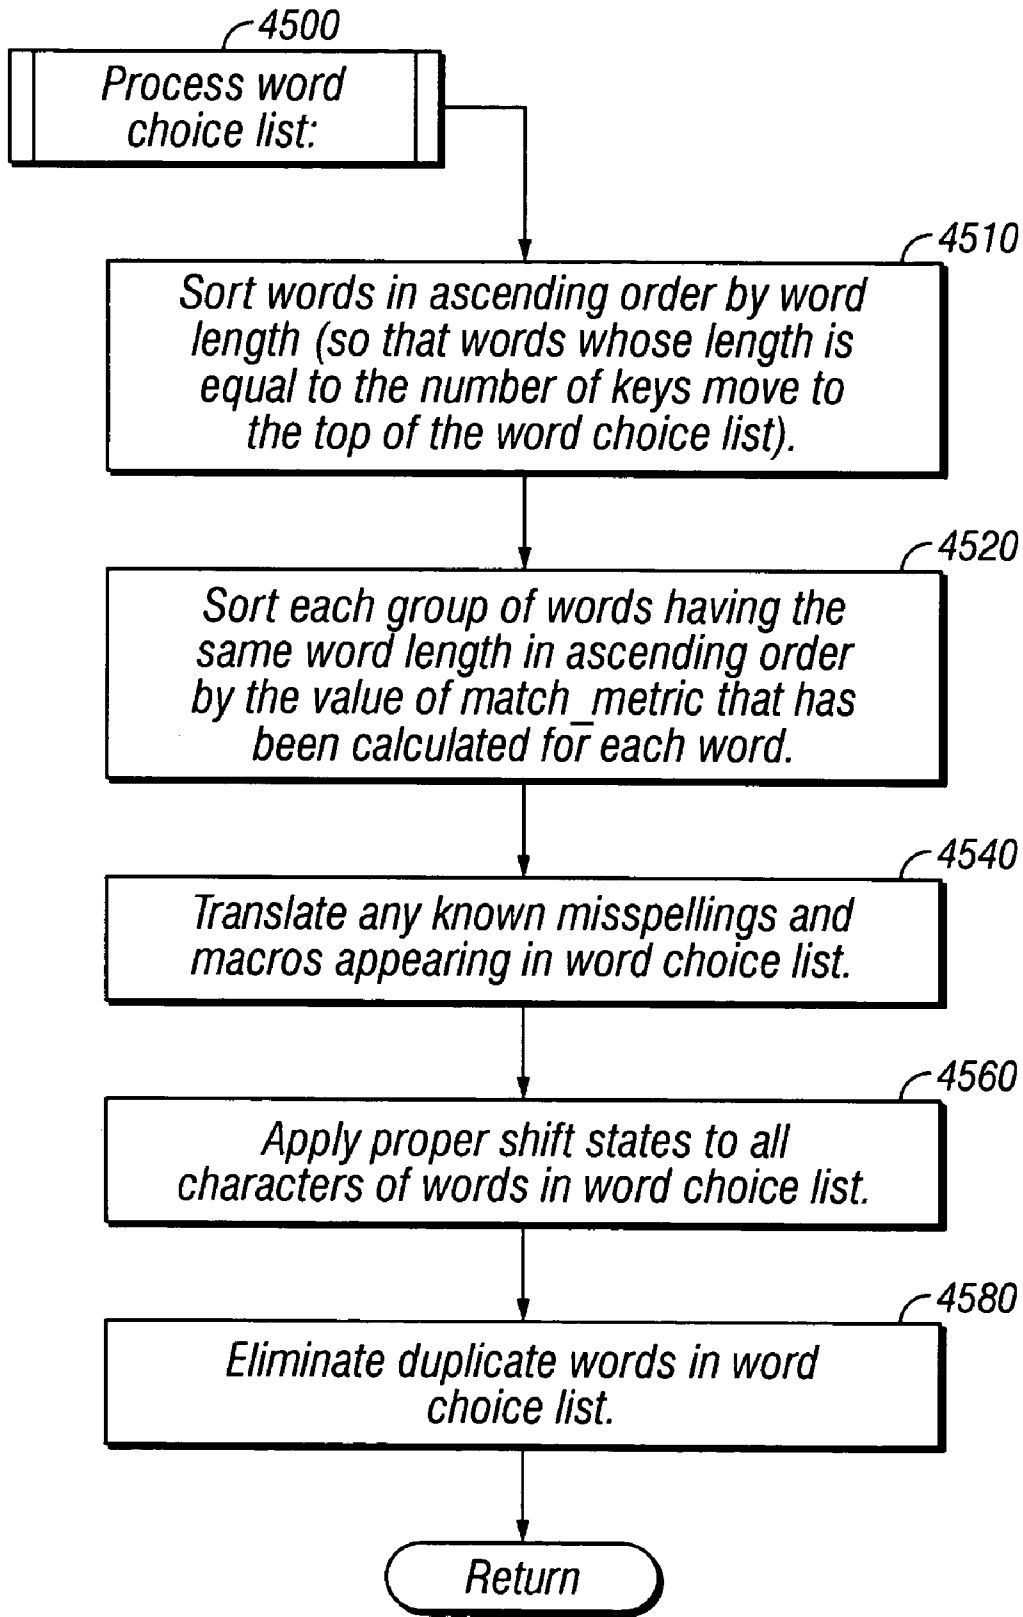 4500
Process word
choice list:
4510
Sort words in ascending order by word
length (so that words whose length is
equal to the number of keys move to
the top of the word choice list).
4520
Sort each group of words having the
same word length in ascending order
by the value of match_metric that has
been calculated for each word.
4540
Translate any known misspellings and
macros appearing in word choice list.
4560
Apply proper shift states to all
characters of words in word choice list.
4580
Eliminate duplicate words in word
choice list.
Return